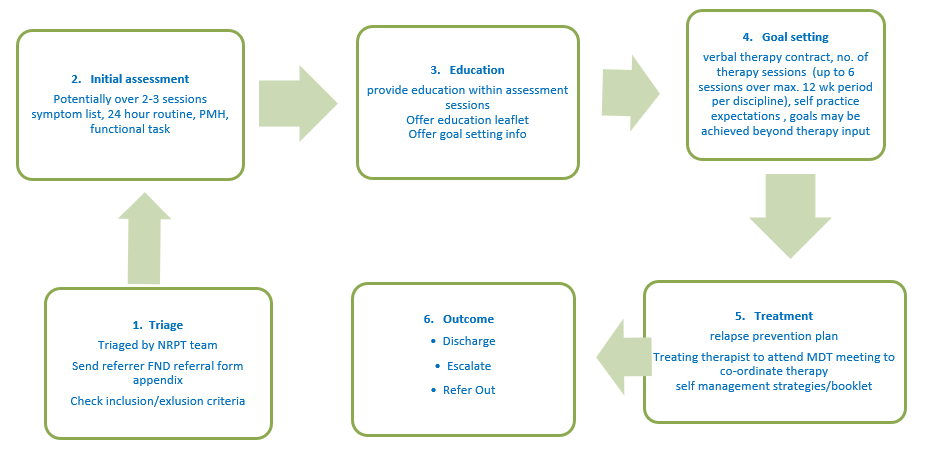 1. Triage
Triaged by NRPT team
Send referrer FND referral form
appendix
Check inclusion/exlusion criteria
2. Initial assessment
Potentially over 2-3 sessions
symptom list, 24 hour routine, PMH,
functional task
3. Education
provide education within assessment
sessions
Offer education leaflet
Offer goal setting info
4. Goal setting
verbal therapy contract, no. of
therapy sessions (up to 6
sessions over max. 12 wk period
per discipline), self practice
expectations , goals may be
achieved beyond therapy input
5. Treatment
relapse prevention plan
Treating therapist to attend MDT meeting to
co-ordinate therapy
self management strategies/booklet
6. Outcome
• Discharge
• Escalate
• Refer Out